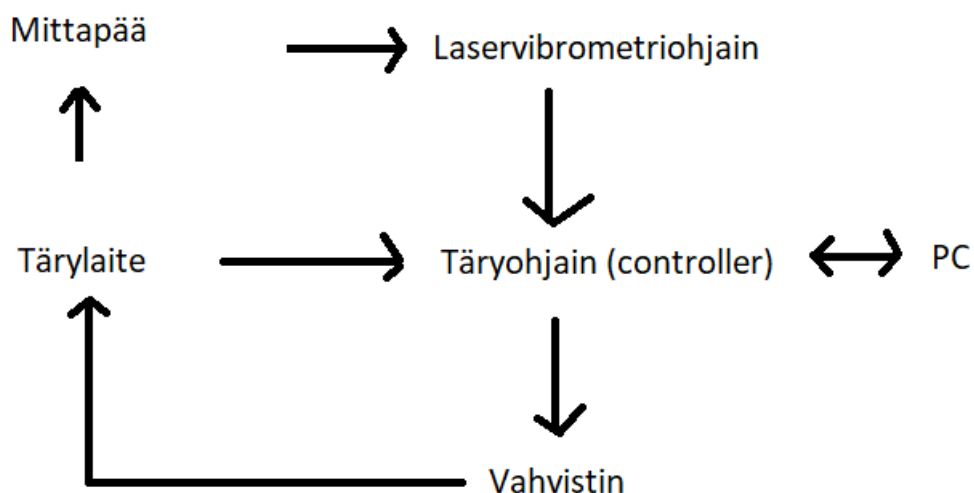 Mittapää
Laservibrometriohjain
Tärylaite
Täryohjain (controller)
PC
Vahvistin